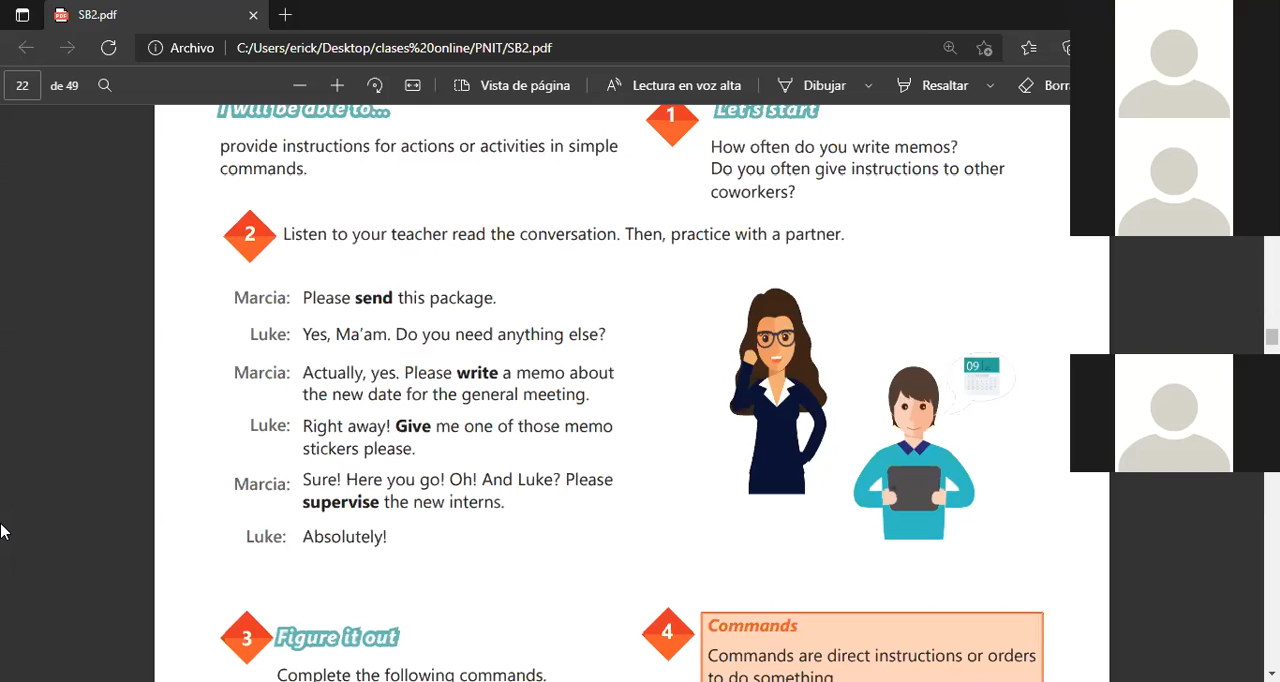 SB2.pdf
Archivo
C:/Users/erick/Desktop/clases%20online/PNIT/SB2.pdf
22
de 49
Vista de página
Lectura en voz alta
Dibujar
Resaltar
Borra
I will be able to...
provide instructions for actions or activities in simple
commands.
1
Let's start
How often do you write memos?
Do you often give instructions to other
coworkers?
2
Listen to your teacher read the conversation. Then, practice with a partner.
Marcia: Please send this package.
Luke: Yes, Ma'am. Do you need anything else?
Marcia: Actually, yes. Please write a memo about
the new date for the general meeting.
Luke: Right away! Give me one of those memo
stickers please.
Marcia: Sure! Here you go! Oh! And Luke? Please
supervise the new interns.
Luke: Absolutely!
09
3
Figure it out
Complete the following commands.
4
Commands
Commands are direct instructions or orders
to do something